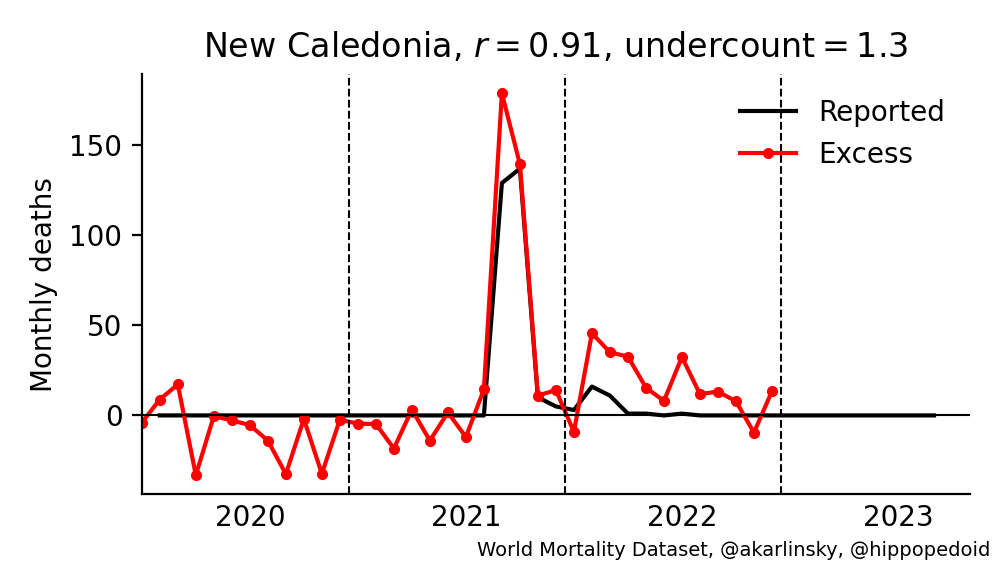 New Caledonia, r = 0.91, undercount = 1.3
Reported
Excess
Monthly deaths
150
100
50
0
2020 2021 2022 2023
World Mortality Dataset, @akarlinsky, @hippopedoid